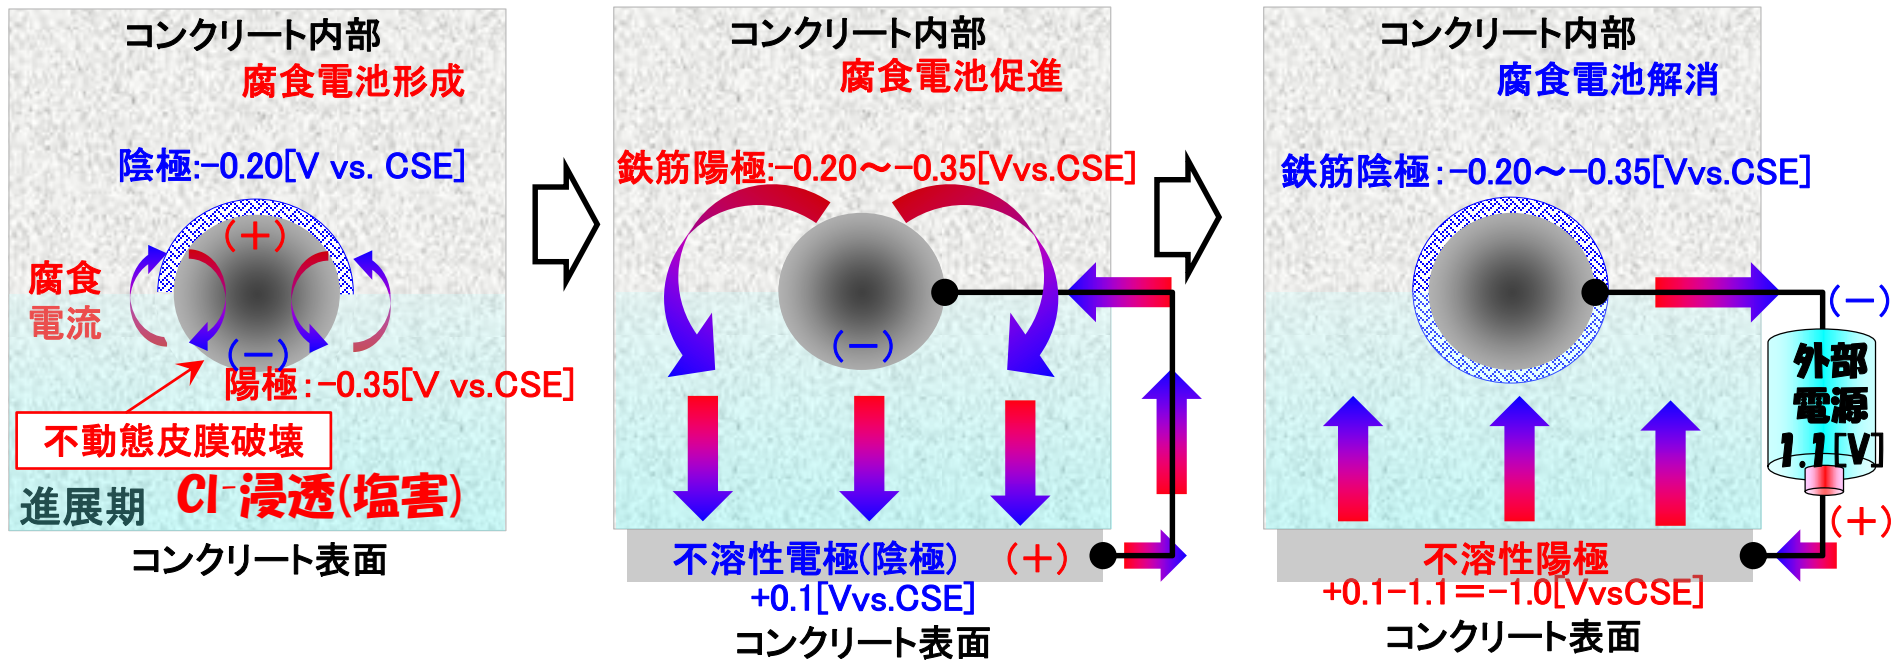 コンクリート内部
腐食電池形成
陰極:-0.20[V vs. CSE]
(+)
腐食
電流
(-)
陽極:-0.35[V vs.CSE]
不動態皮膜破壊
進展期
Cl⁻浸透(塩害)
コンクリート表面
コンクリート内部
腐食電池促進
鉄筋陽極:-0.20~-0.35[Vvs.CSE]
(-)
不溶性電極(陰極)
(+)
+0.1[Vvs.CSE]
コンクリート表面
コンクリート内部
腐食電池解消
鉄筋陰極:-0.20~-0.35[Vvs.CSE]
(-)
外部
電源
1.1[V]
(+)
不溶性陽極
+0.1-1.1=-1.0[VvsCSE]
コンクリート表面